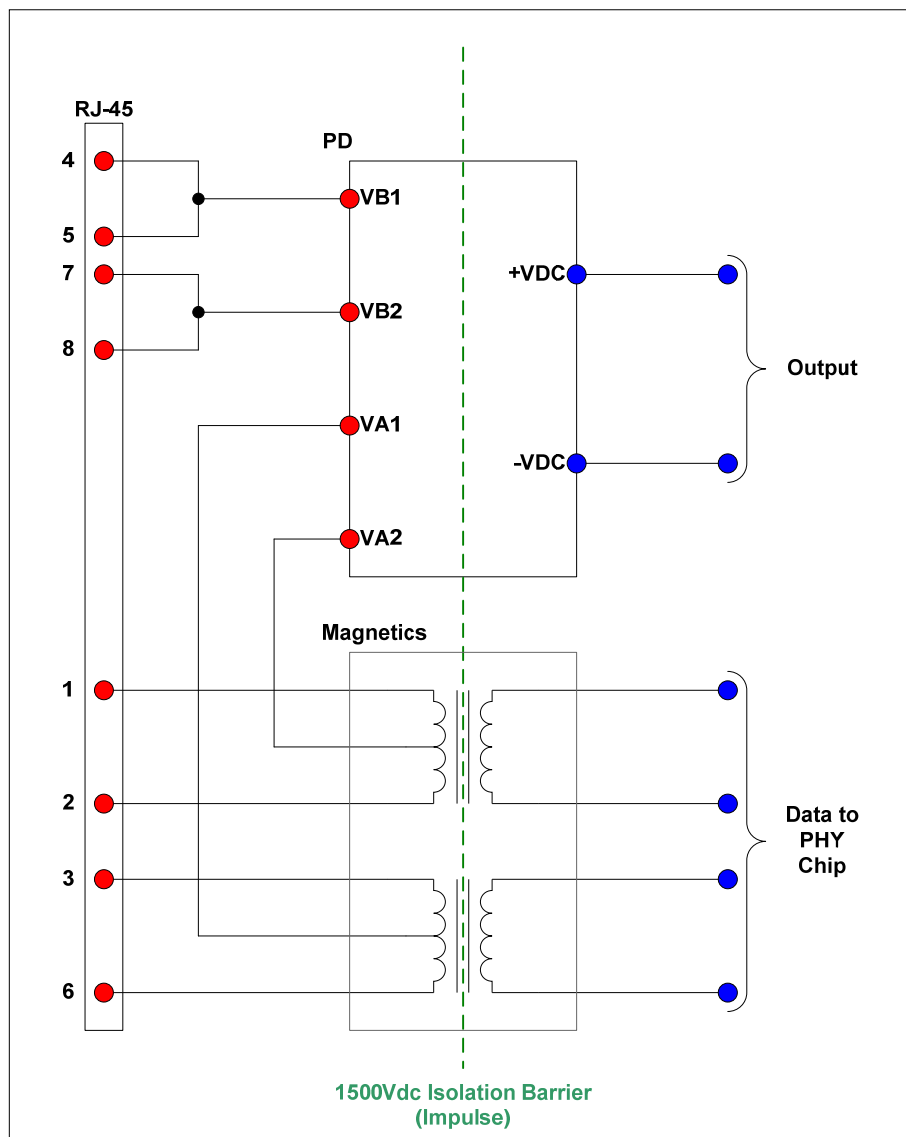 RJ-45
4
5
7
8
PD
VB1
VB2
VA1
VA2
+VDC
-VDC
Output
Magnetics
1
2
3
6
Data to
PHY
Chip
1500Vdc Isolation Barrier
(Impulse)